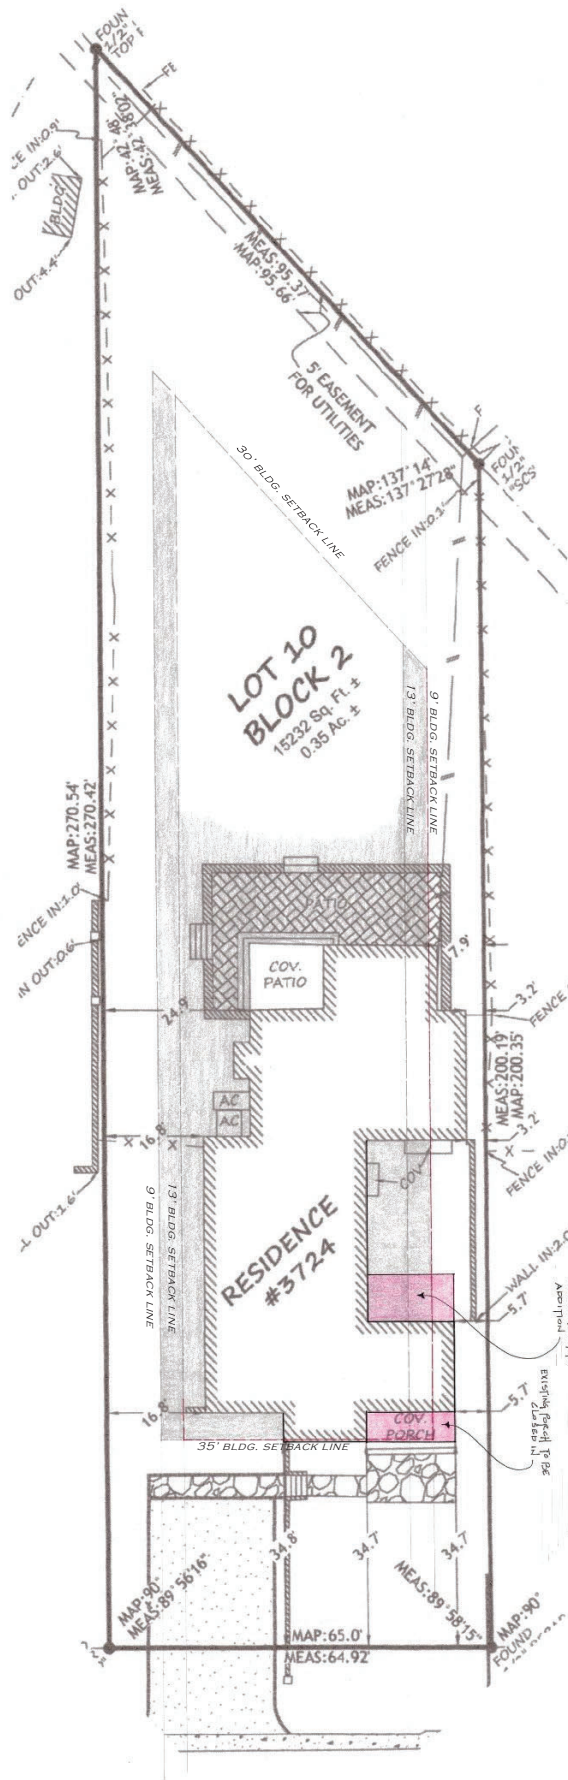 FOUN
1/2"
TOP
FE
CE IN:0.9'
OUT:2.6'
BLDG.
OUT:4.4'
MAP:42° 46'
MEAS:42° 38'02"
MEAS:95.37'
MAP:95.66'
5' EASEMENT
FOR UTILITIES
30' BLDG. SETBACK LINE
MAP:137° 14'
MEAS:137° 27'28"
F
FOUN
1/2"
"SCS"
FENCE IN:0.1'
LOT 10
BLOCK 2
15232 Sq. Ft. ±
0.35 Ac. ±
13' BLDG. SETBACK LINE
9' BLDG. SETBACK LINE
MAP:270.54'
MEAS:270.42'
ENCE IN:1.0'
N OUT:0.6'
PATIO
COV.
PATIO
7.9'
24.9'
3.2'
FENCE
MEAS:200.19'
MAP:200.35'
AC
AC
16.8'
3.2'
FENCE IN:0.
COV.
L OUT:1.6'
9' BLDG. SETBACK LINE
13' BLDG. SETBACK LINE
RESIDENCE
#3724
WALL IN:2.0
5.7'
ADDITION
EXISTING PORCH TO BE
CLOSED IN
16.8'
COV.
PORCH
5.7'
35' BLDG. SETBACK LINE
34.8'
34.7'
34.7'
MAP:90°
MEAS:89° 56'16"
MEAS:89° 58'15"
MAP:90°
FOUND
MAP:65.0'
MEAS:64.92'